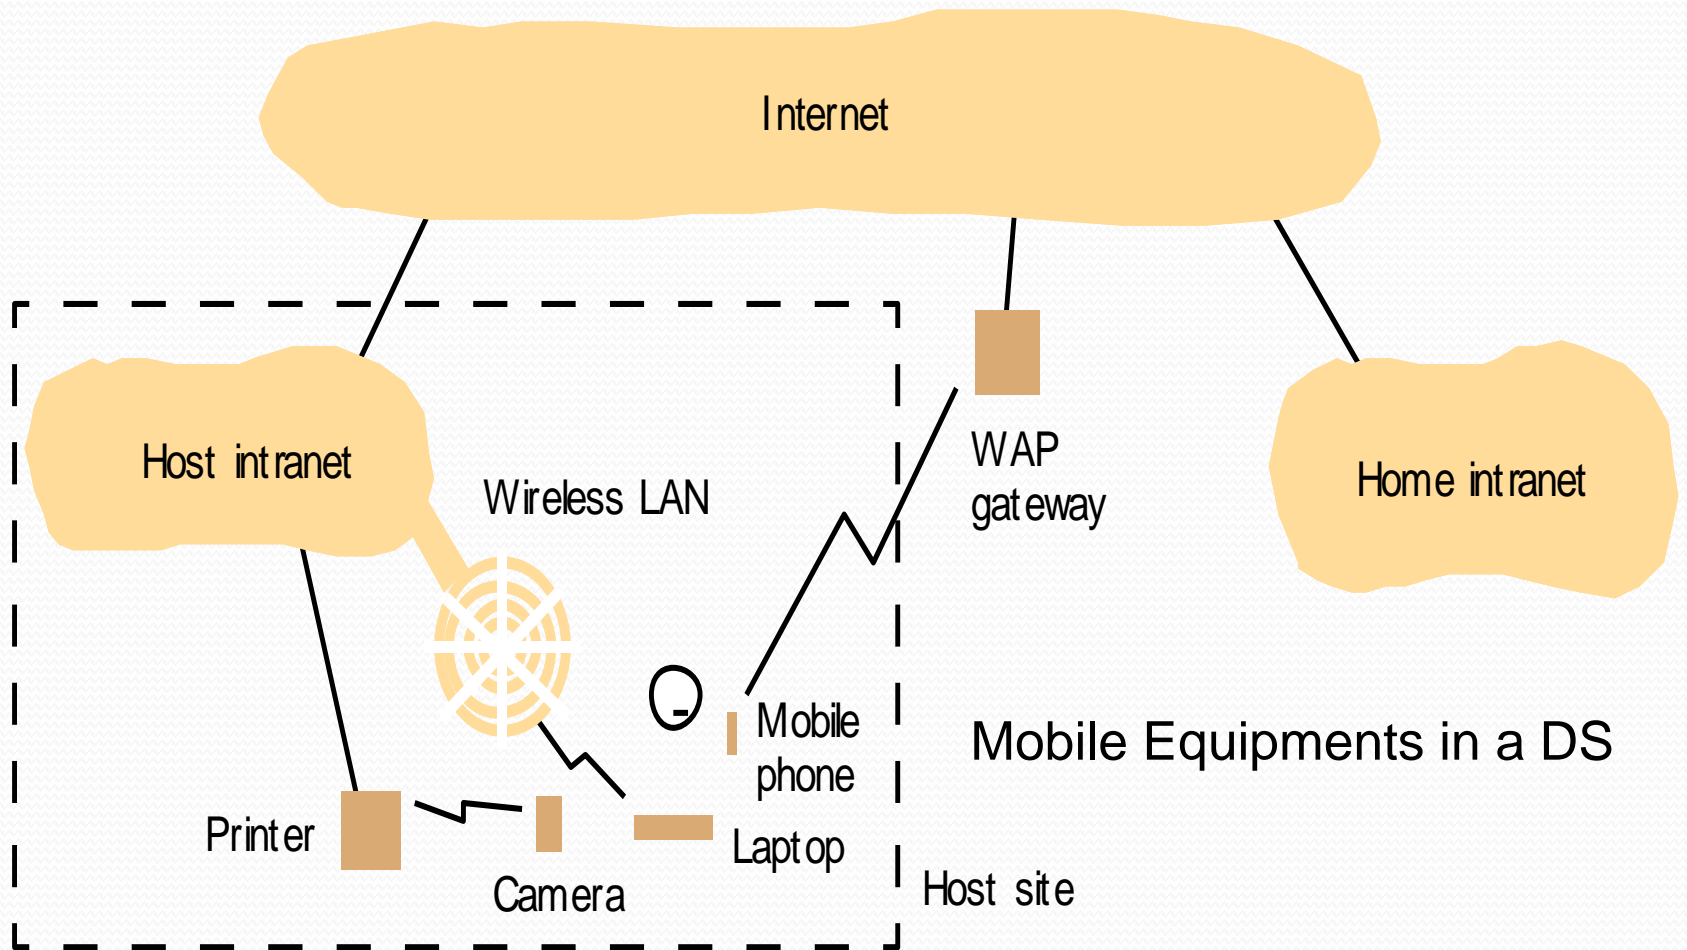 Internet
Host intranet
Wireless LAN
WAP
gateway
Home intranet
Mobile
phone
Mobile Equipments in a DS
Printer
Laptop
Camera
Host site